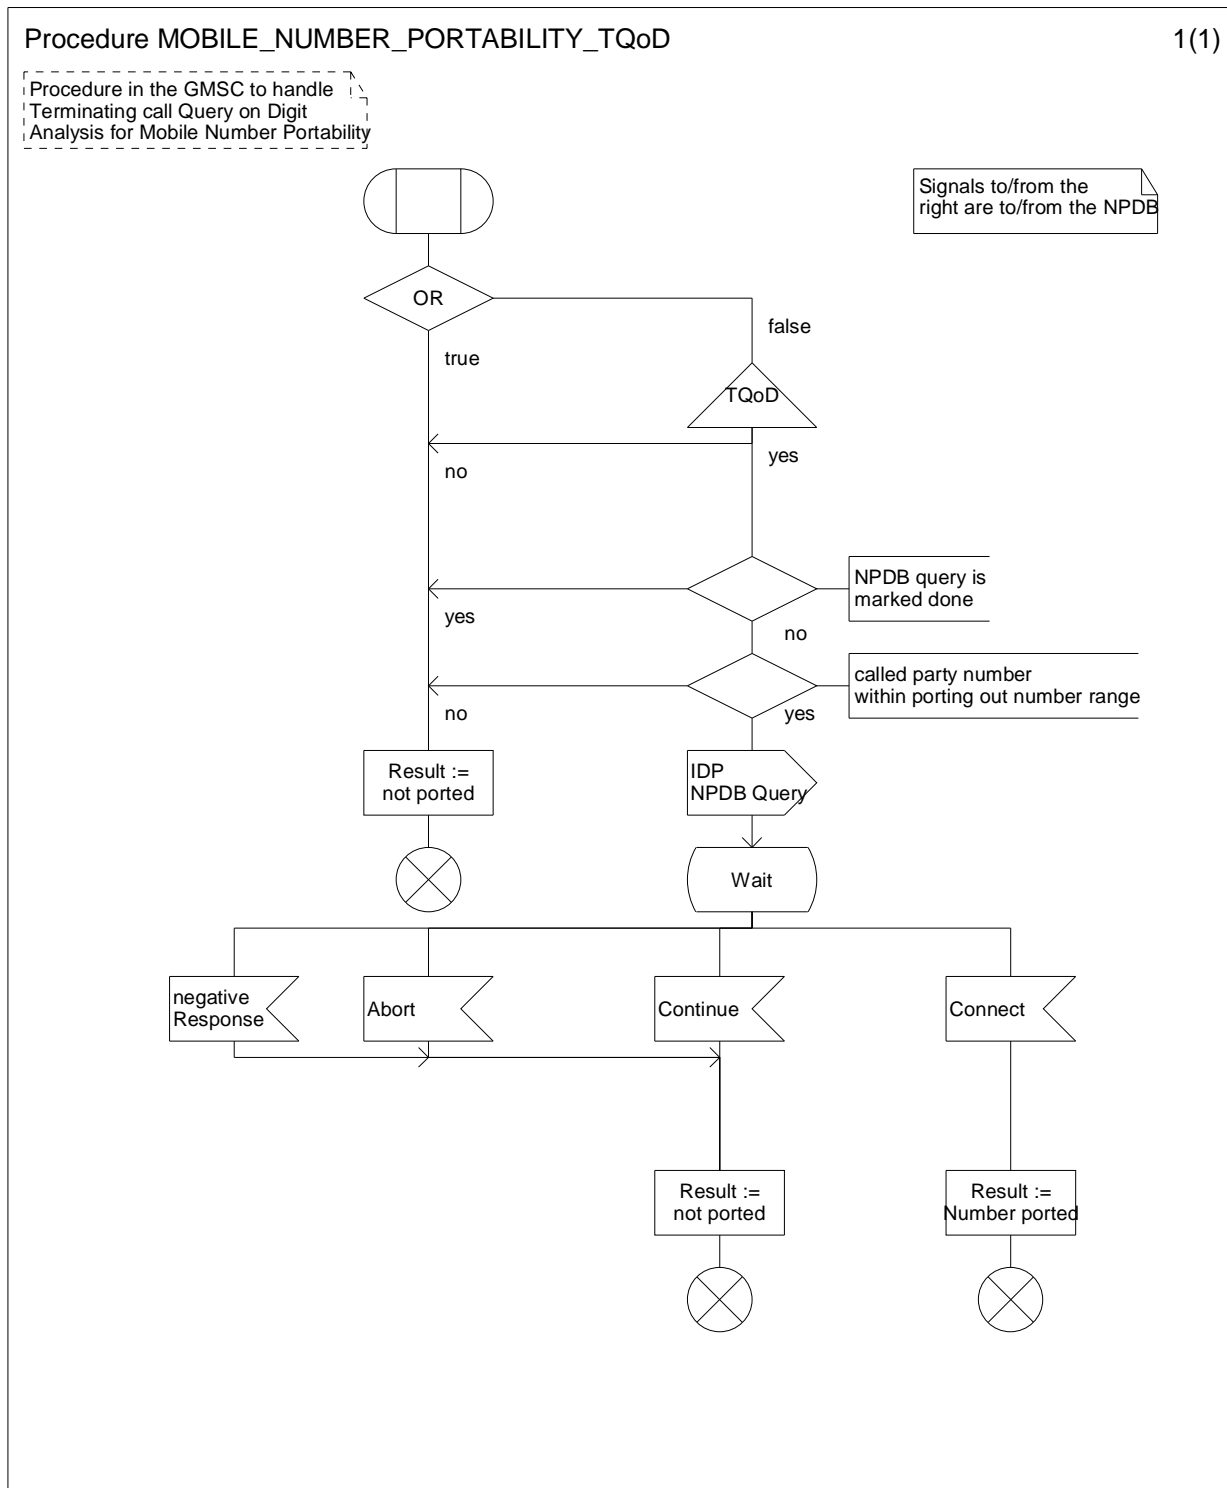 Procedure MOBILE_NUMBER_PORTABILITY_TQoD
1(1)
Procedure in the GMSC to handle
Terminating call Query on Digit
Analysis for Mobile Number Portability
Signals to/from the
right are to/from the NPDB
OR
false
true
TQoD
yes
no
NPDB query is
marked done
yes
no
called party number
within porting out number range
no
yes
Result :=
not ported
IDP
NPDB Query
Wait
negative
Response
Abort
Continue
Connect
Result :=
not ported
Result :=
Number ported